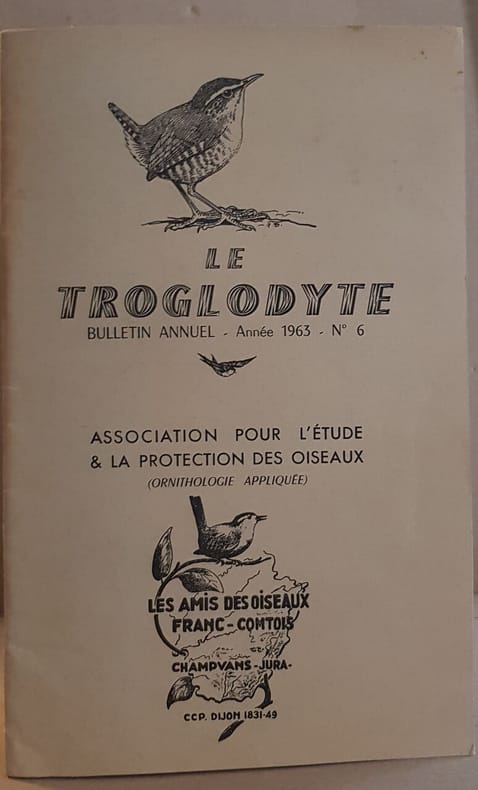 LE
TROGLODYTE
BULLETIN ANNUEL - Année 1963 - N° 6
ASSOCIATION POUR L'ÉTUDE
& LA PROTECTION DES OISEAUX
(ORNITHOLOGIE APPLIQUÉE)
LES AMIS DES OISEAUX
FRANC-COMTOIS
CHAMPVANS-JURA-
CCP. DIJON 1831-49